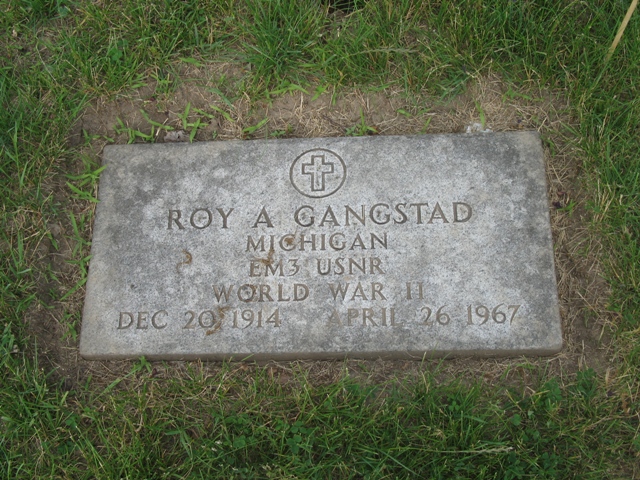 ROY A GANGSTAD
MICHIGAN
EM3 USNR
WORLD WAR II
DEC 20 1914 APRIL 26 1967